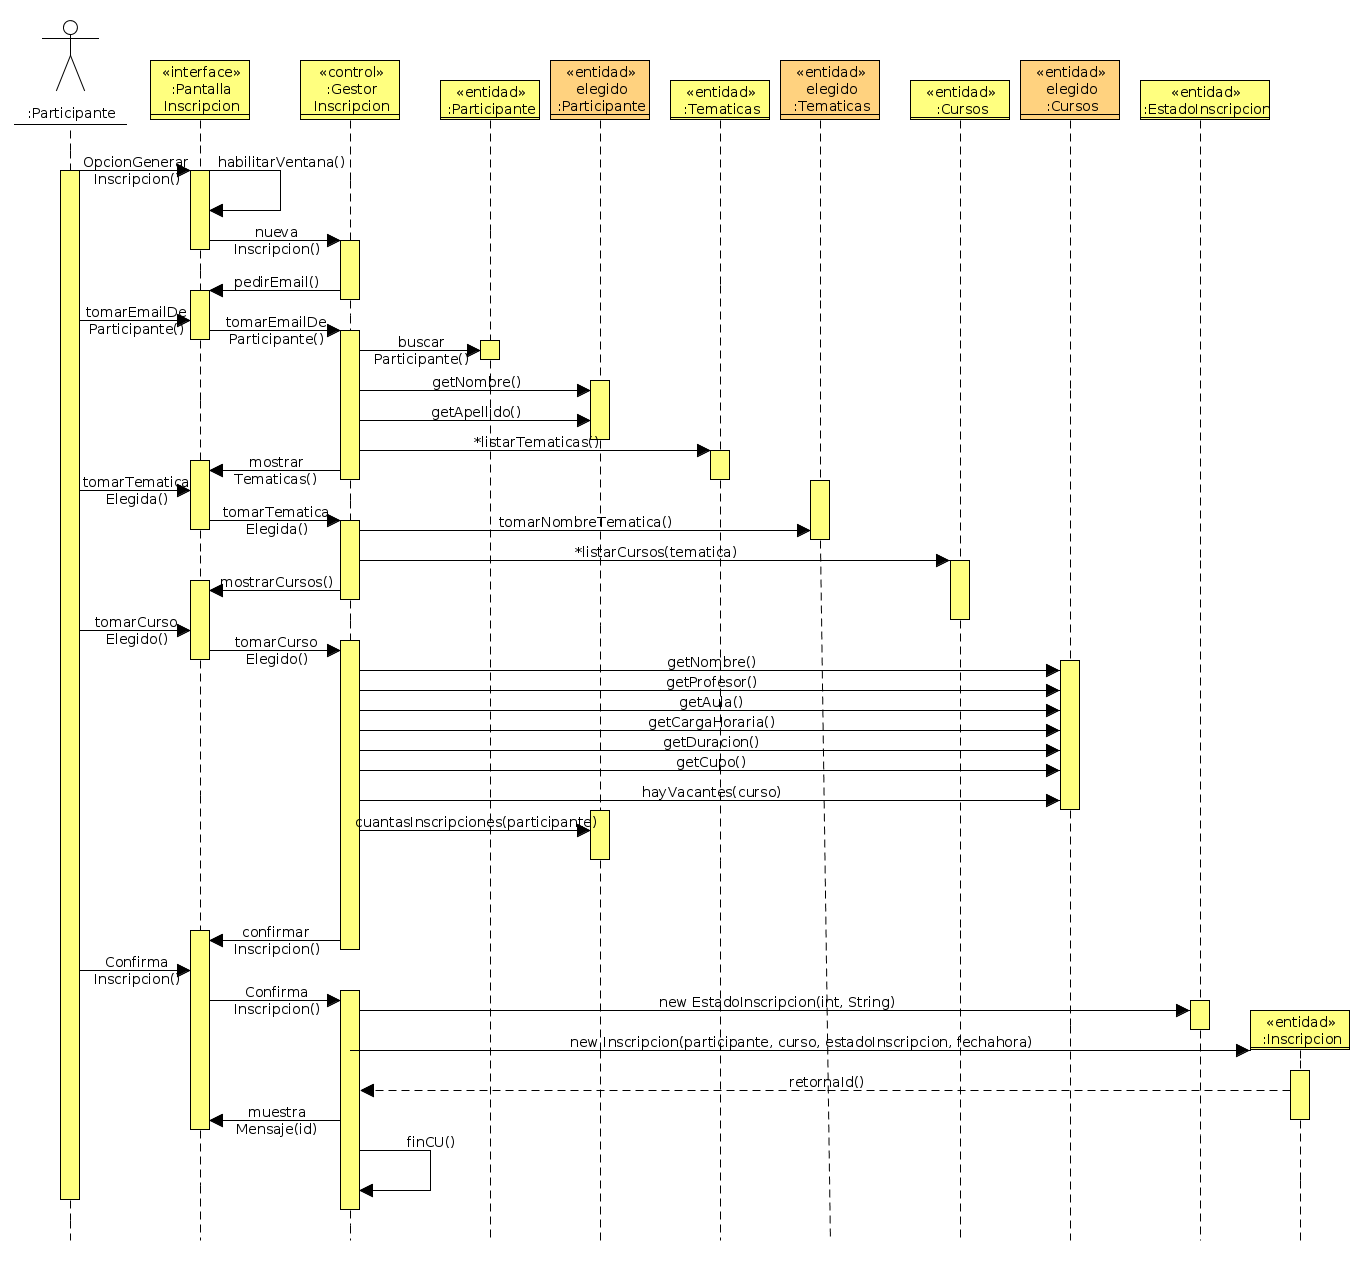 :Participante
«interface»
:Pantalla
Inscripcion
«control»
:Gestor
Inscripcion
«entidad»
:Participante
«entidad»
elegido
:Participante
«entidad»
:Tematicas
«entidad»
elegido
:Tematicas
«entidad»
:Cursos
«entidad»
elegido
:Cursos
«entidad»
:EstadoInscripcion
OpcionGenerar
Inscripcion()
habilitarVentana()
nueva
Inscripcion()
pedirEmail()
tomarEmailDe
Participante()
tomarEmailDe
Participante()
buscar
Participante()
getNombre()
getApellido()
*listarTematicas()
mostrar
Tematicas()
tomarTematica
Elegida()
tomarTematica
Elegida()
tomarNombreTematica()
*listarCursos(tematica)
mostrarCursos()
tomarCurso
Elegido()
tomarCurso
Elegido()
getNombre()
getProfesor()
getAula()
getCargaHoraria()
getDuracion()
getCupo()
hayVacantes(curso)
cuantasInscripciones(participante)
confirmar
Inscripcion()
Confirma
Inscripcion()
Confirma
Inscripcion()
new EstadoInscripcion(int, String)
«entidad»
:Inscripcion
new Inscripcion(participante, curso, estadoInscripcion, fechahora)
retornaId()
muestra
Mensaje(id)
finCU()